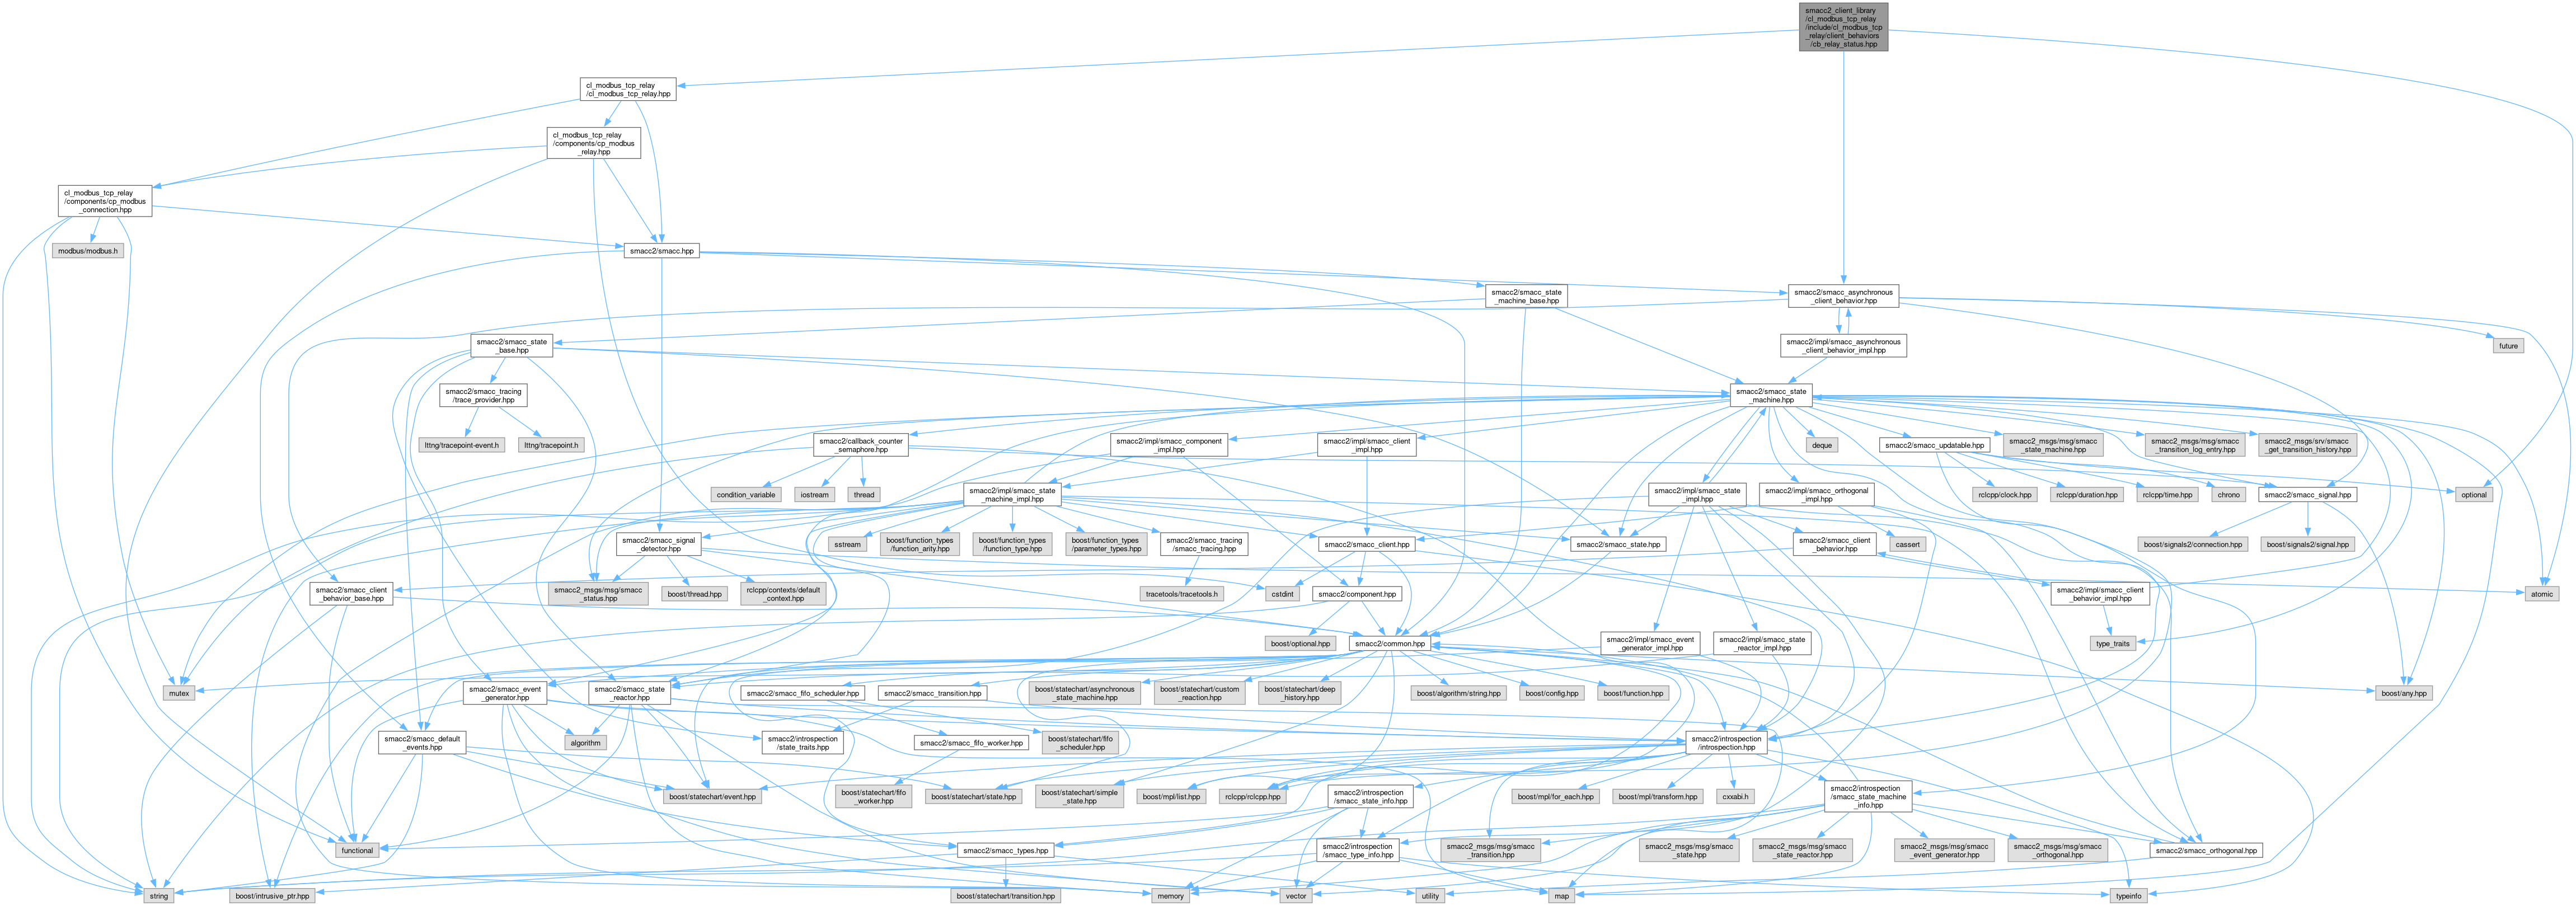 smacc2_client_library
/cl_modbus_tcp_relay
/include/cl_modbus_tcp
_relay/client_behaviors
/cb_relay_status.hpp
cl_modbus_tcp_relay
/cl_modbus_tcp_relay.hpp
cl_modbus_tcp_relay
/components/cp_modbus
_relay.hpp
cl_modbus_tcp_relay
/components/cp_modbus
_connection.hpp
modbus/modbus.h
smacc2/smacc.hpp
smacc2/smacc_state
_machine_base.hpp
smacc2/smacc_asynchronous
_client_behavior.hpp
smacc2/smacc_state
_base.hpp
smacc2/impl/smacc_asynchronous
_client_behavior_impl.hpp
future
smacc2/smacc_tracing
/trace_provider.hpp
smacc2/smacc_state
_machine.hpp
lttng/tracepoint-event.h
lttng/tracepoint.h
smacc2/callback_counter
_semaphore.hpp
smacc2/impl/smacc_component
_impl.hpp
smacc2/impl/smacc_client
_impl.hpp
deque
smacc2/smacc_updatable.hpp
smacc2_msgs/msg/smacc
_state_machine.hpp
smacc2_msgs/msg/smacc
_transition_log_entry.hpp
smacc2_msgs/srv/smacc
_get_transition_history.hpp
condition_variable
iostream
thread
smacc2/impl/smacc_state
_machine_impl.hpp
smacc2/impl/smacc_state
_impl.hpp
smacc2/impl/smacc_orthogonal
_impl.hpp
rclcpp/clock.hpp
rclcpp/duration.hpp
rclcpp/time.hpp
chrono
smacc2/smacc_signal.hpp
optional
smacc2/smacc_signal
_detector.hpp
sstream
boost/function_types
/function_arity.hpp
boost/function_types
/function_type.hpp
boost/function_types
/parameter_types.hpp
smacc2/smacc_tracing
/smacc_tracing.hpp
smacc2/smacc_client.hpp
smacc2/smacc_state.hpp
smacc2/smacc_client
_behavior.hpp
cassert
boost/signals2/connection.hpp
boost/signals2/signal.hpp
smacc2/smacc_client
_behavior_base.hpp
smacc2_msgs/msg/smacc
_status.hpp
boost/thread.hpp
rclcpp/contexts/default
_context.hpp
tracetools/tracetools.h
cstdint
smacc2/component.hpp
smacc2/impl/smacc_client
_behavior_impl.hpp
atomic
boost/optional.hpp
smacc2/common.hpp
smacc2/impl/smacc_event
_generator_impl.hpp
smacc2/impl/smacc_state
_reactor_impl.hpp
type_traits
mutex
smacc2/smacc_event
_generator.hpp
smacc2/smacc_state
_reactor.hpp
smacc2/smacc_fifo_scheduler.hpp
smacc2/smacc_transition.hpp
boost/statechart/asynchronous
_state_machine.hpp
boost/statechart/custom
_reaction.hpp
boost/statechart/deep
_history.hpp
boost/algorithm/string.hpp
boost/config.hpp
boost/function.hpp
boost/any.hpp
smacc2/smacc_default
_events.hpp
algorithm
smacc2/introspection
/state_traits.hpp
smacc2/smacc_fifo_worker.hpp
boost/statechart/fifo
_scheduler.hpp
smacc2/introspection
/introspection.hpp
boost/statechart/event.hpp
boost/statechart/fifo
_worker.hpp
boost/statechart/state.hpp
boost/statechart/simple
_state.hpp
boost/mpl/list.hpp
rclcpp/rclcpp.hpp
smacc2/introspection
/smacc_state_info.hpp
boost/mpl/for_each.hpp
boost/mpl/transform.hpp
cxxabi.h
smacc2/introspection
/smacc_state_machine
_info.hpp
functional
smacc2/smacc_types.hpp
smacc2/introspection
/smacc_type_info.hpp
smacc2_msgs/msg/smacc
_transition.hpp
smacc2_msgs/msg/smacc
_state.hpp
smacc2_msgs/msg/smacc
_state_reactor.hpp
smacc2_msgs/msg/smacc
_event_generator.hpp
smacc2_msgs/msg/smacc
_orthogonal.hpp
smacc2/smacc_orthogonal.hpp
string
boost/intrusive_ptr.hpp
boost/statechart/transition.hpp
memory
vector
utility
map
typeinfo